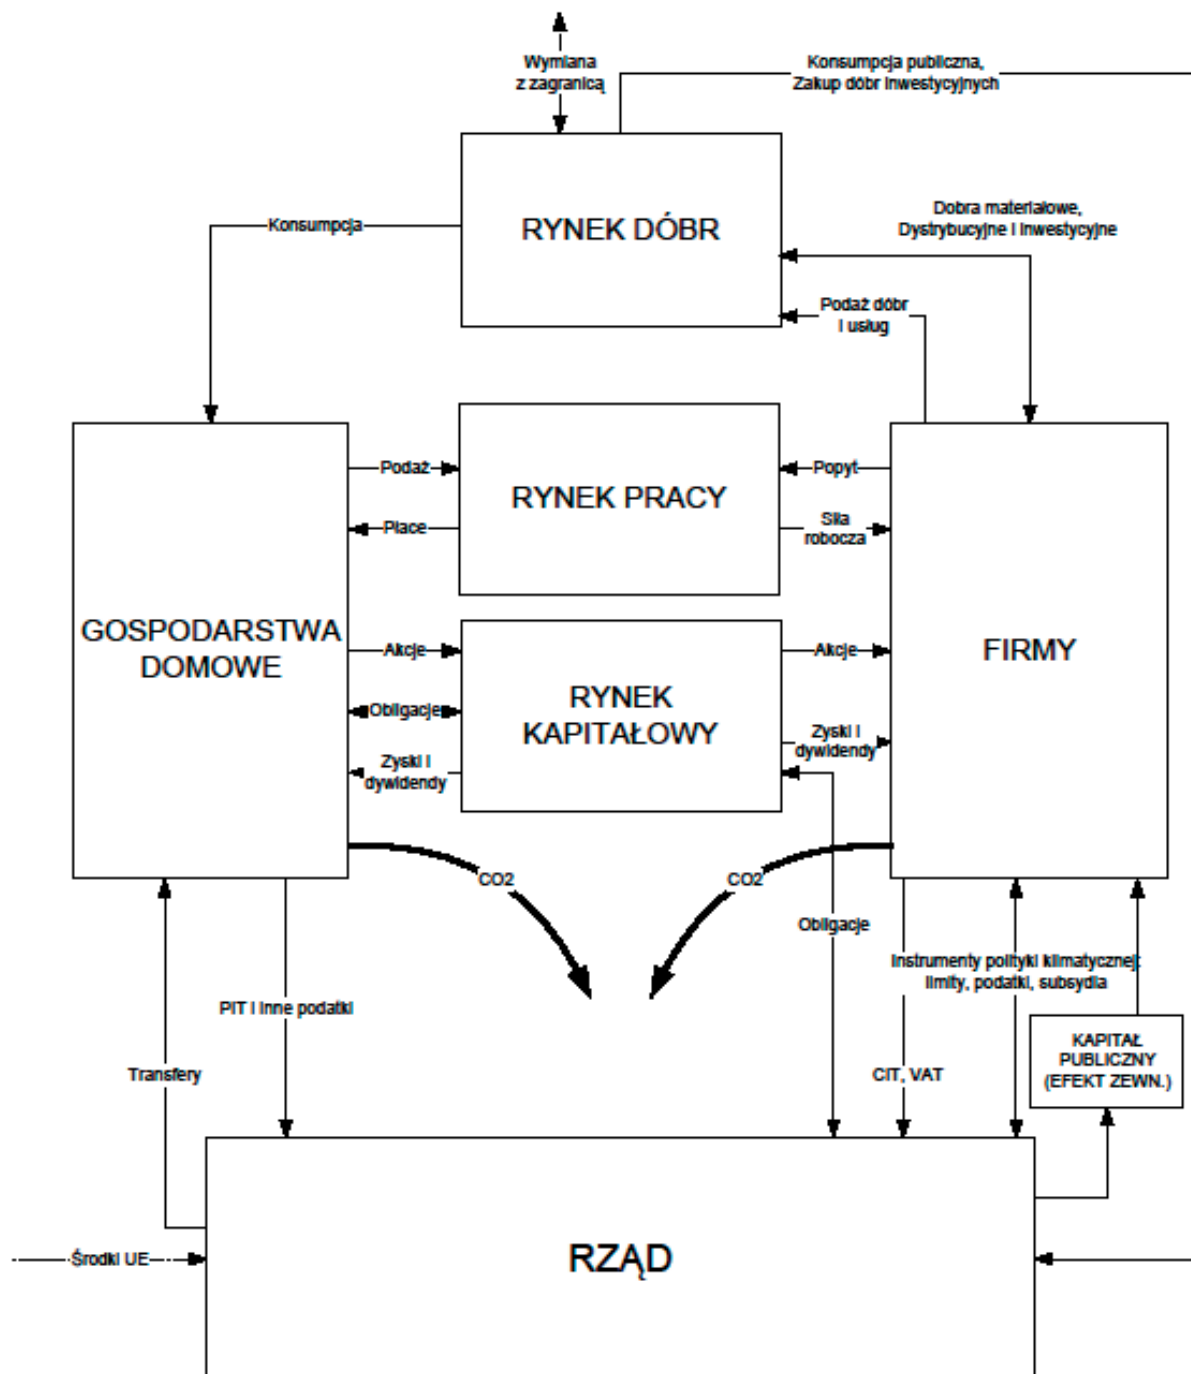 Wymiana
z zagranicą
Konsumpcja publiczna,
Zakup dóbr inwestycyjnych
Konsumpcja
RYNEK DÓBR
Dobra materiałowe,
Dystrybucyjne i inwestycyjne
Podaż dóbr
i usług
Podaż
RYNEK PRACY
Popyt
Płace
Siła
robocza
GOSPODARSTWA
DOMOWE
FIRMY
Akcje
Akcje
RYNEK
KAPITAŁOWY
Obligacje
Zyski i
dywidendy
Zyski i
dywidendy
CO2
CO2
Obligacje
Instrumenty polityki klimatycznej:
limity, podatki, subsydia
PIT i inne podatki
Transfery
CIT, VAT
KAPITAŁ
PUBLICZNY
(EFEKT ZEWN.)
Środki UE
RZĄD